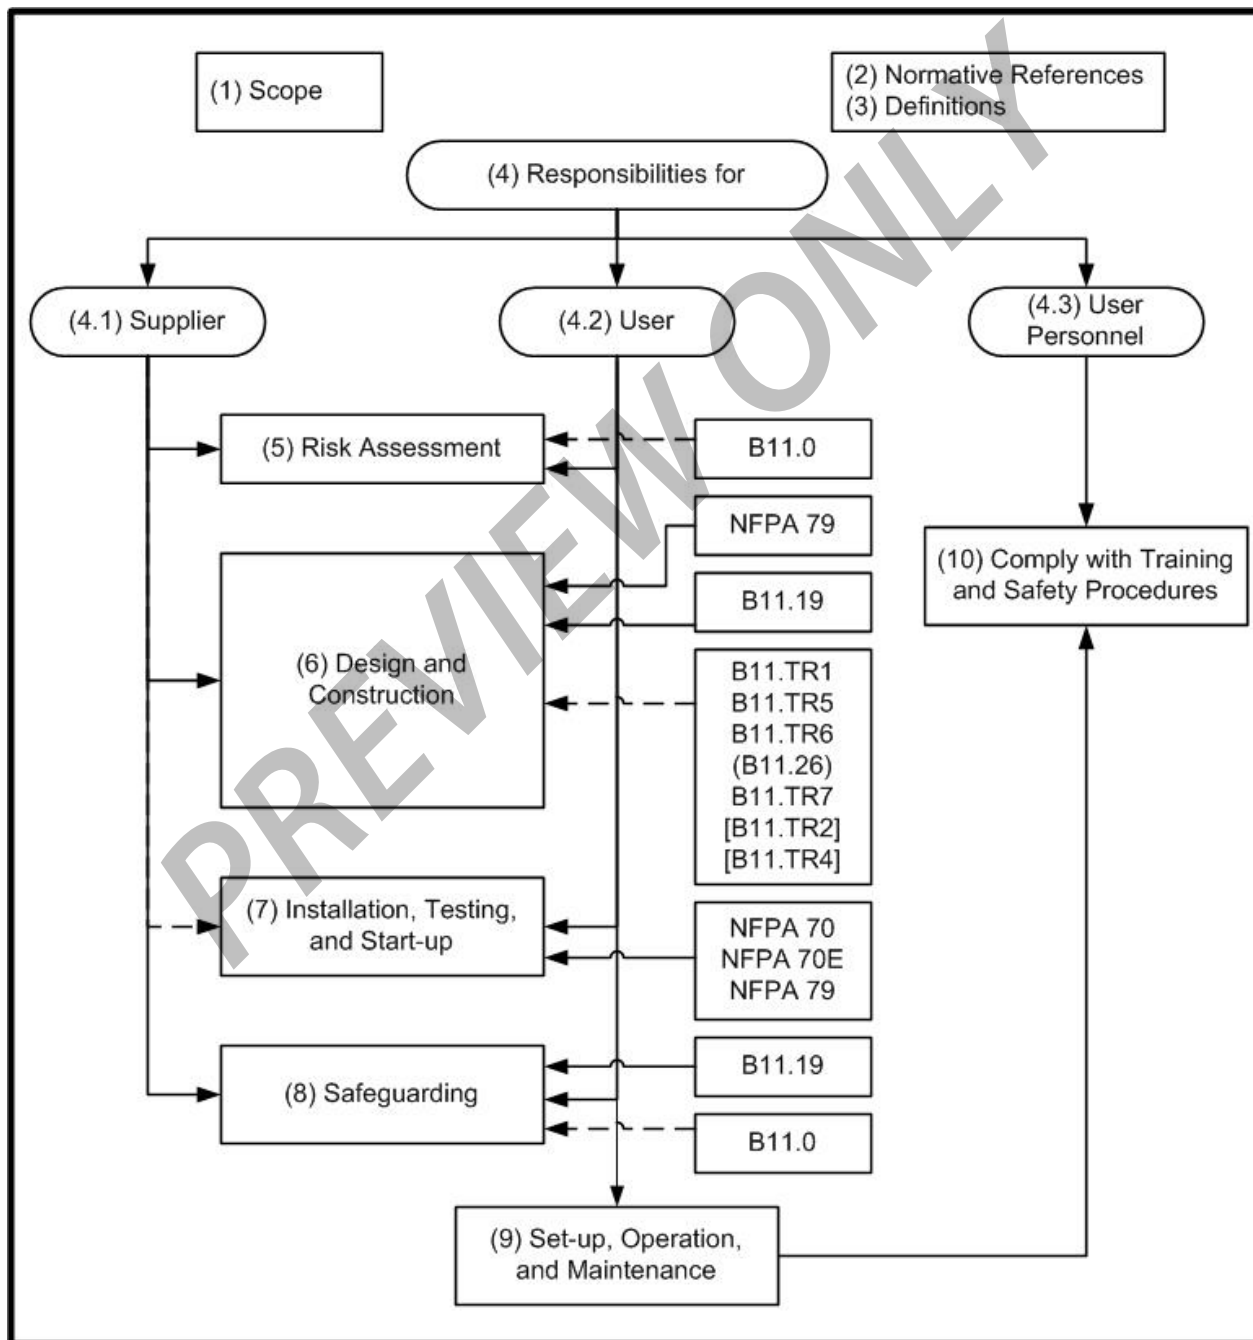 (1) Scope
(2) Normative References
(3) Definitions
(4) Responsibilities for
(4.1) Supplier
(4.2) User
(4.3) User
Personnel
(5) Risk Assessment
B11.0
NFPA 79
(10) Comply with Training
and Safety Procedures
B11.19
(6) Design and
Construction
B11.TR1
B11.TR5
B11.TR6
(B11.26)
B11.TR7
[B11.TR2]
[B11.TR4]
(7) Installation, Testing,
and Start-up
NFPA 70
NFPA 70E
NFPA 79
(8) Safeguarding
B11.19
B11.0
(9) Set-up, Operation,
and Maintenance
PREVIEW ONLY